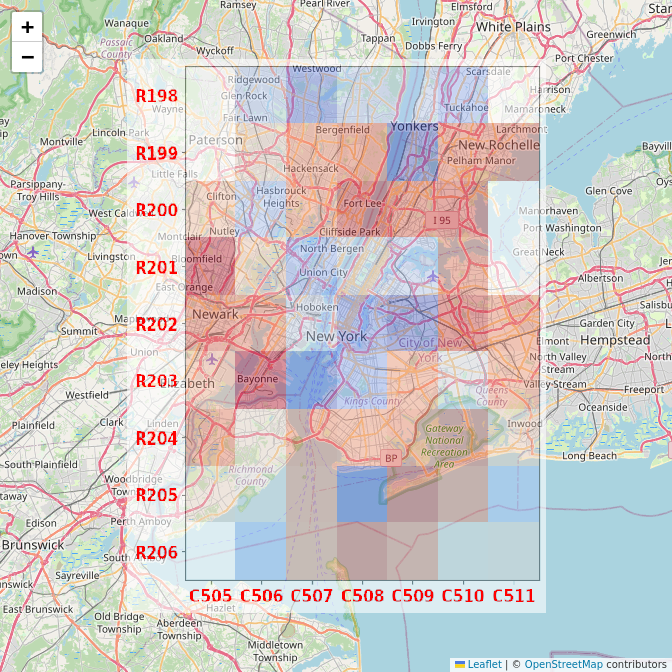 Ramsey
Pearl River
Elmsford
Wanaque
Oakland
Irvington
Tappan
White Plains
Greenwich
Passaic County
Wyckoff
Dobbs Ferry
Port Chester
Westwood
Scarsdale
Ridgewood
Harrison
R198
Glen Rock
Wayne
Tuckahoe
Mamaroneck
Fair Lawn
Lincoln Park
Bergenfield
Yonkers
Larchmont
Montville
Paterson
R199
New Rochelle
Bayville
Hackensack
Pelham Manor
Little Falls
Parsippany-Troy Hills
Clifton
Hasbrouck Heights
Glen Cove
R200
Fort Lee
Manorhaven
I 95
Port Washington
Nutley
Cliffside Park
Hanover Township
Montclair
North Bergen
Great Neck
Livingston
Bloomfield
R201
Union City
Albertson
Madison
East Orange
Hoboken
Newark
R202
Garden City
Summit
New York
City of New York
Elmont
Hempstead
Union
North Valley Stream
R203
Elizabeth
Bayonne
Valley Stream
Freeport
Westfield
Kings County
Queens County
Oceanside
Plainfield
Clark
Linden
Inwood
R204
Gateway National Recreation Area
Long Beach
BP
South Plainfield
Richmond County
Woodbridge
R205
Edison
Perth Amboy
New Brunswick
R206
South Amboy
Sayreville
C505 C506 C507 C508 C509 C510 C511
East Brunswick
Hazlet
Old Bridge Township
Aberdeen Township
Middletown Township
Leaflet | © OpenStreetMap contributors
+
−